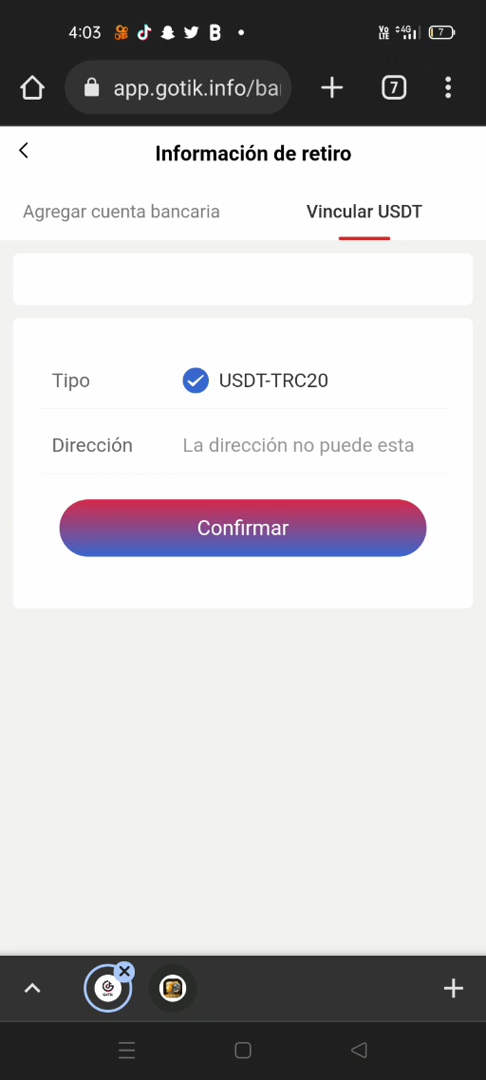 4:03
7
app.gotik.info/ba
7
Información de retiro
Agregar cuenta bancaria
Vincular USDT
Tipo
USDT-TRC20
Dirección
La dirección no puede esta
Confirmar